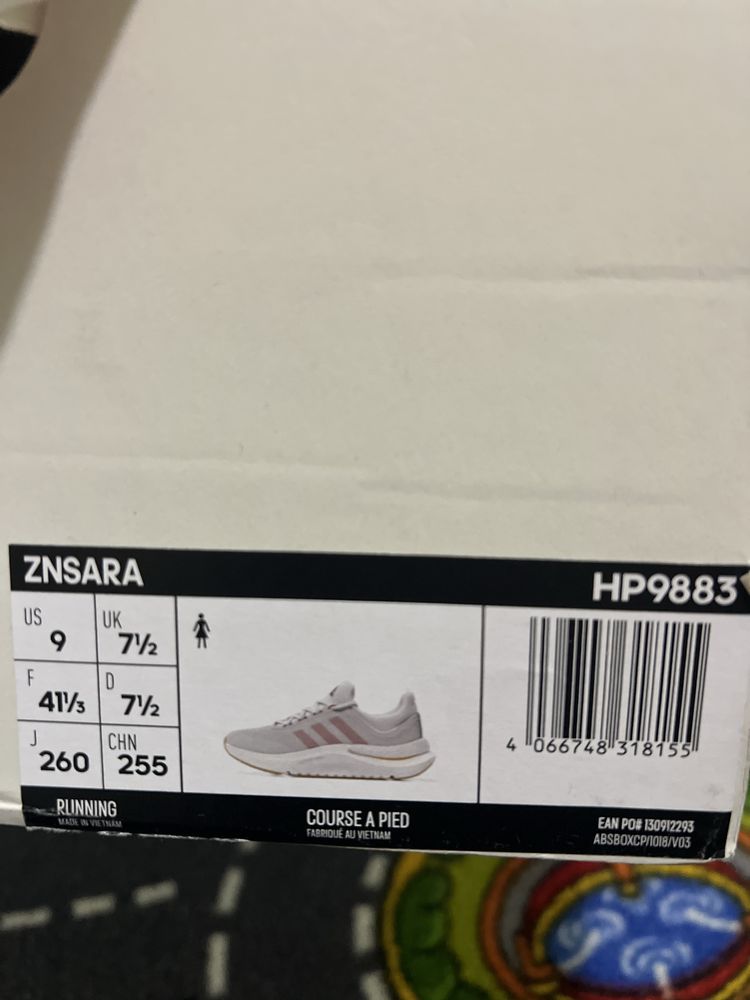 ZNSARA
HP9883
US
9
UK
7½
F
41⅓
D
7½
J
260
CHN
255
4 066748 318155
RUNNING
MADE IN VIETNAM
COURSE A PIED
FABRIQUÉ AU VIETNAM
EAN PO# 130912293
ABSBOXCP/1018/V03